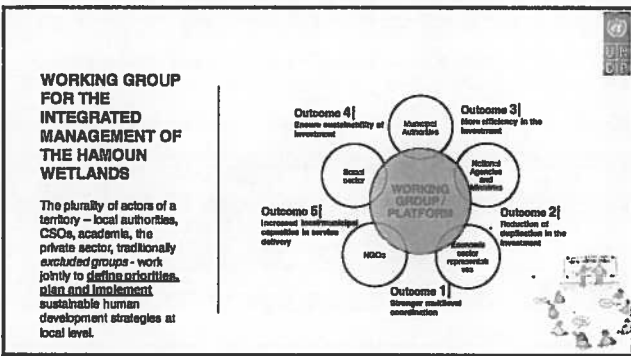 WORKING GROUP
FOR THE
INTEGRATED
MANAGEMENT OF
THE HAMOUN
WETLANDS
The plurality of actors of a
territory – local authorities,
CSOs, academia, the
private sector, traditionally
excluded groups - work
jointly to define priorities,
plan and implement
sustainable human
development strategies at
local level.
Outcome 4|
Ensure sustainability of
investment
Municipal
Authorities
Outcome 3|
More efficiency in the
investment
sector
National
Agencies
and
Ministries
WORKING
GROUP/
PLATFORM
Outcome 5|
Increased local/municipal
capacities in service
delivery
Outcome 2|
Reduction of
duplication in the
investment
NGOs
Economic
sector
representati
ves
Outcome 1|
Stronger multilevel
coordination
U N
D P